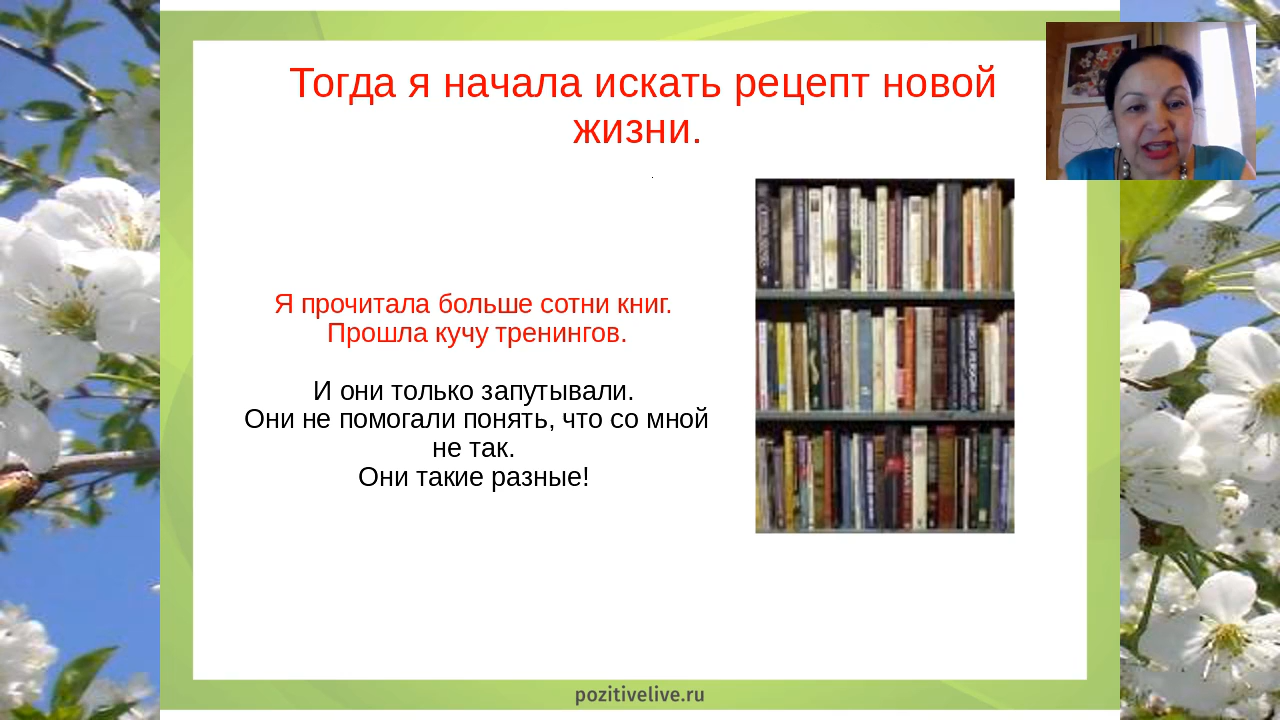 Тогда я начала искать рецепт новой
жизни.
Я прочитала больше сотни книг.
Прошла кучу тренингов.
И они только запутывали.
Они не помогали понять, что со мной
не так.
Они такие разные!
pozitivelive.ru